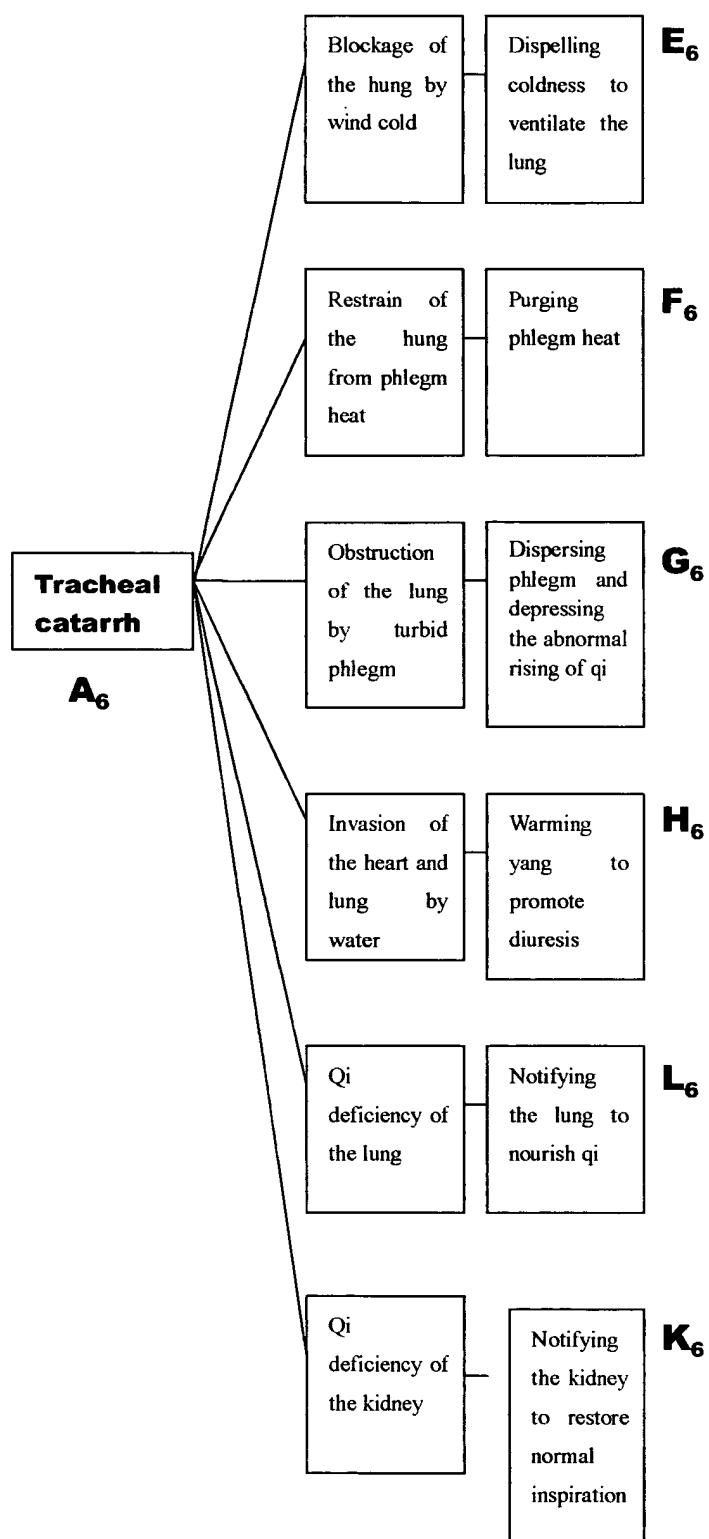 Blockage of
the hung by
wind cold
Dispelling
coldness to
ventilate the
lung
E6
Restrain of
the hung
from phlegm
heat
Purging
phlegm heat
F6
Tracheal
catarrh
A6
Obstruction
of the lung
by turbid
phlegm
Dispersing
phlegm and
depressing
the abnormal
rising of qi
G6
Invasion of
the heart and
lung by
water
Warming
yang to
promote
diuresis
H6
Qi
deficiency of
the lung
Notifying
the lung to
nourish qi
L6
Qi
deficiency of
the kidney
Notifying
the kidney
to restore
normal
inspiration
K6